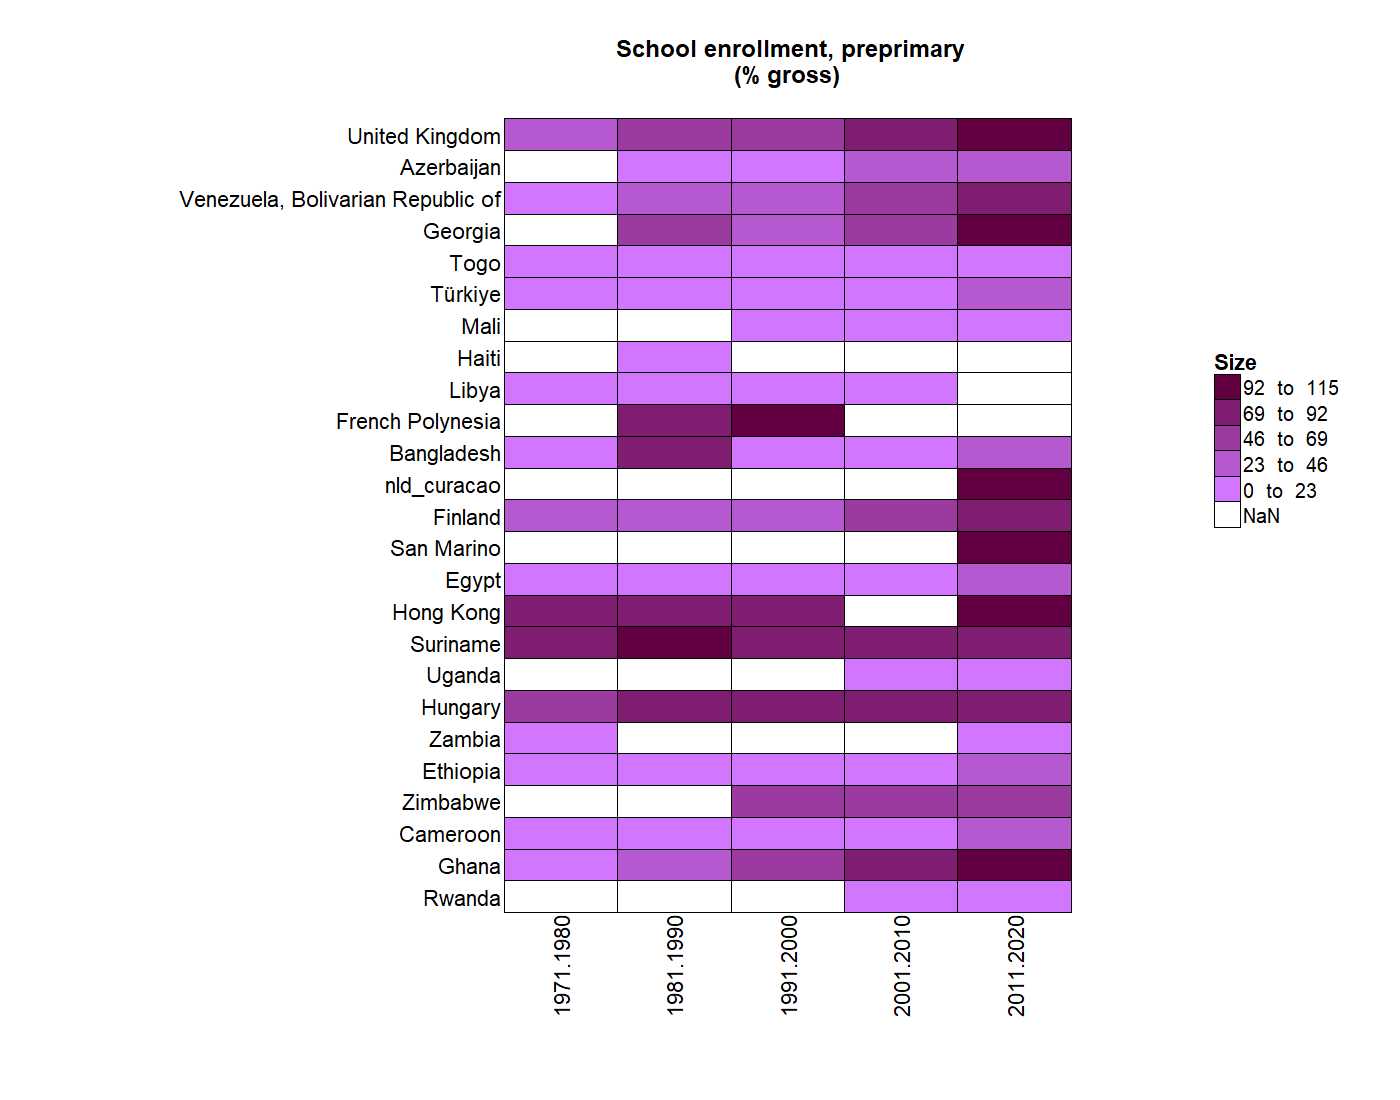 School enrollment, preprimary
(% gross)
United Kingdom
Azerbaijan
Venezuela, Bolivarian Republic of
Georgia
Togo
Türkiye
Mali
Haiti
Libya
French Polynesia
Bangladesh
nld_curacao
Finland
San Marino
Egypt
Hong Kong
Suriname
Uganda
Hungary
Zambia
Ethiopia
Zimbabwe
Cameroon
Ghana
Rwanda
1971.1980
1981.1990
1991.2000
2001.2010
2011.2020
Size
92 to 115
69 to 92
46 to 69
23 to 46
0 to 23
NaN